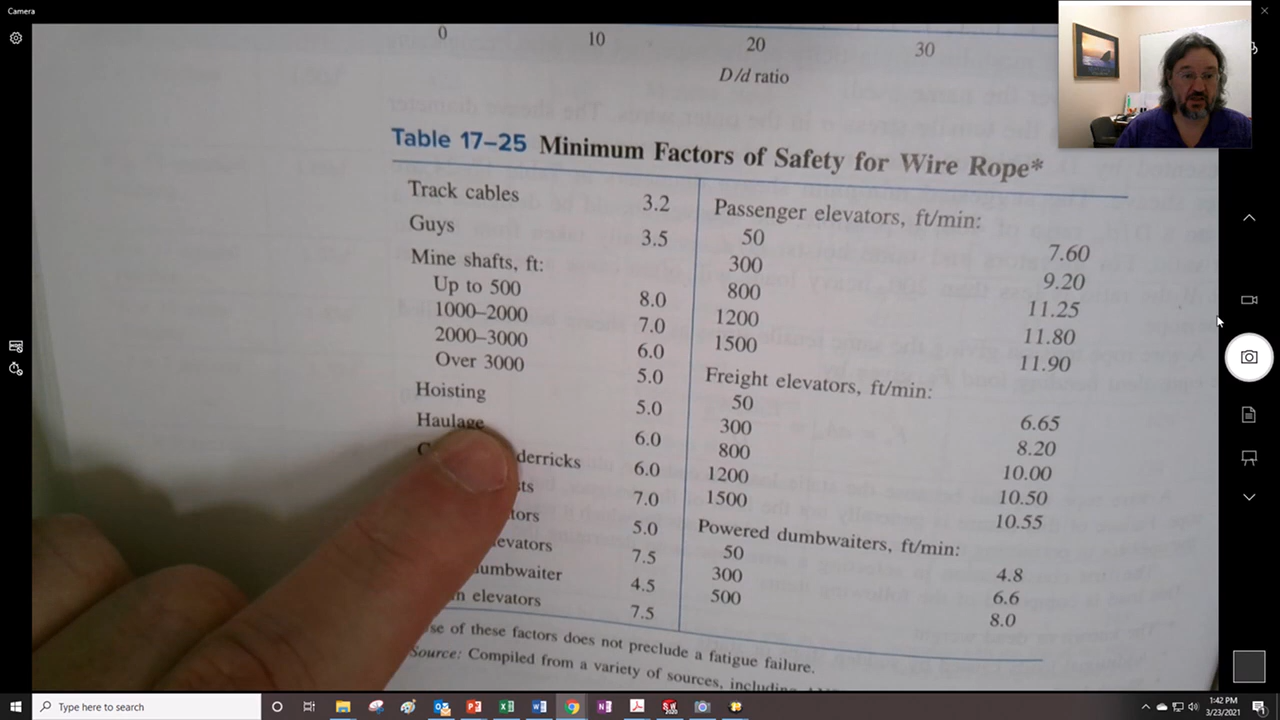 Camera
0 10 20 30
D/d ratio
Table 17–25 Minimum Factors of Safety for Wire Rope*
Track cables 3.2
Guys 3.5
Mine shafts, ft:
Up to 500 8.0
1000–2000 7.0
2000–3000 6.0
Over 3000 5.0
Hoisting 5.0
Haulage 6.0
derricks 6.0
7.0
5.0
7.5
4.5
elevators 7.5
Passenger elevators, ft/min:
50 7.60
300 9.20
800 11.25
1200 11.80
1500 11.90
Freight elevators, ft/min:
50 6.65
300 8.20
800 10.00
1200 10.50
1500 10.55
Powered dumbwaiters, ft/min:
50 4.8
300 6.6
500 8.0
of these factors does not preclude a fatigue failure.
Source: Compiled from a variety of sources, including
Type here to search
1:42 PM
3/23/2021